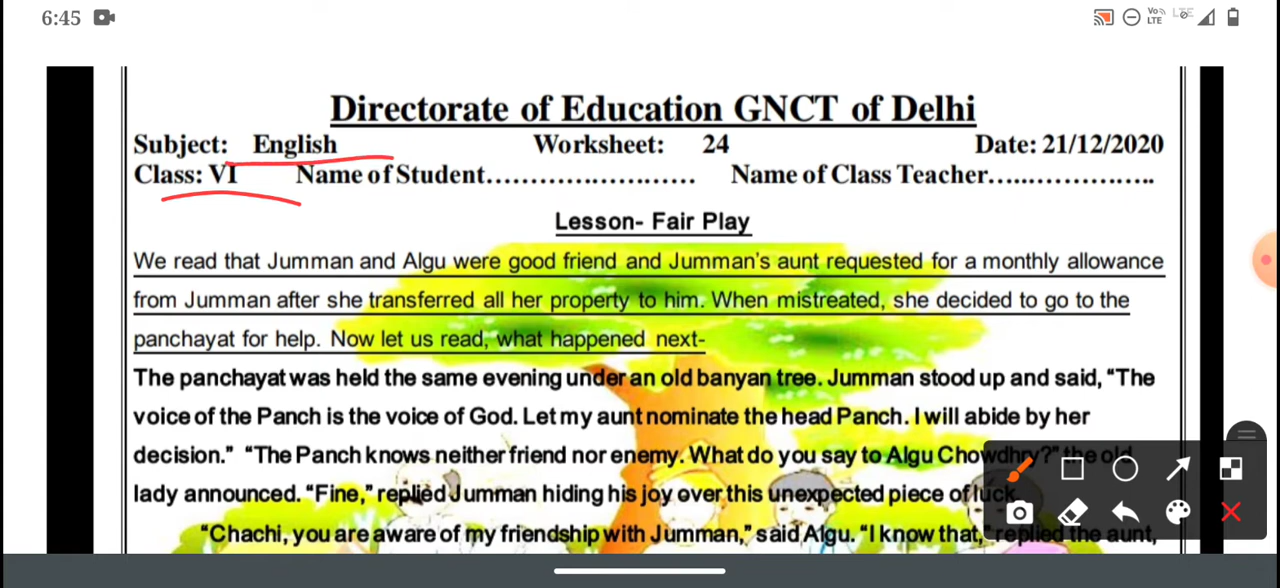 6:45
Vo LTE LTE
Directorate of Education GNCT of Delhi
Subject: English Worksheet: 24 Date: 21/12/2020
Class: VI Name of Student........................ Name of Class Teacher....................
Lesson- Fair Play
We read that Jumman and Algu were good friend and Jumman's aunt requested for a monthly allowance
from Jumman after she transferred all her property to him. When mistreated, she decided to go to the
panchayat for help. Now let us read, what happened next-
The panchayat was held the same evening under an old banyan tree. Jumman stood up and said, “The
voice of the Panch is the voice of God. Let my aunt nominate the head Panch. I will abide by her
decision.” “The Panch knows neither friend nor enemy. What do you say to Algu Chowdhry?” the old
lady announced. “Fine,” replied Jumman hiding his joy over this unexpected piece of luck.
“Chachi, you are aware of my friendship with Jumman,” said Algu. “I know that,” replied the aunt,